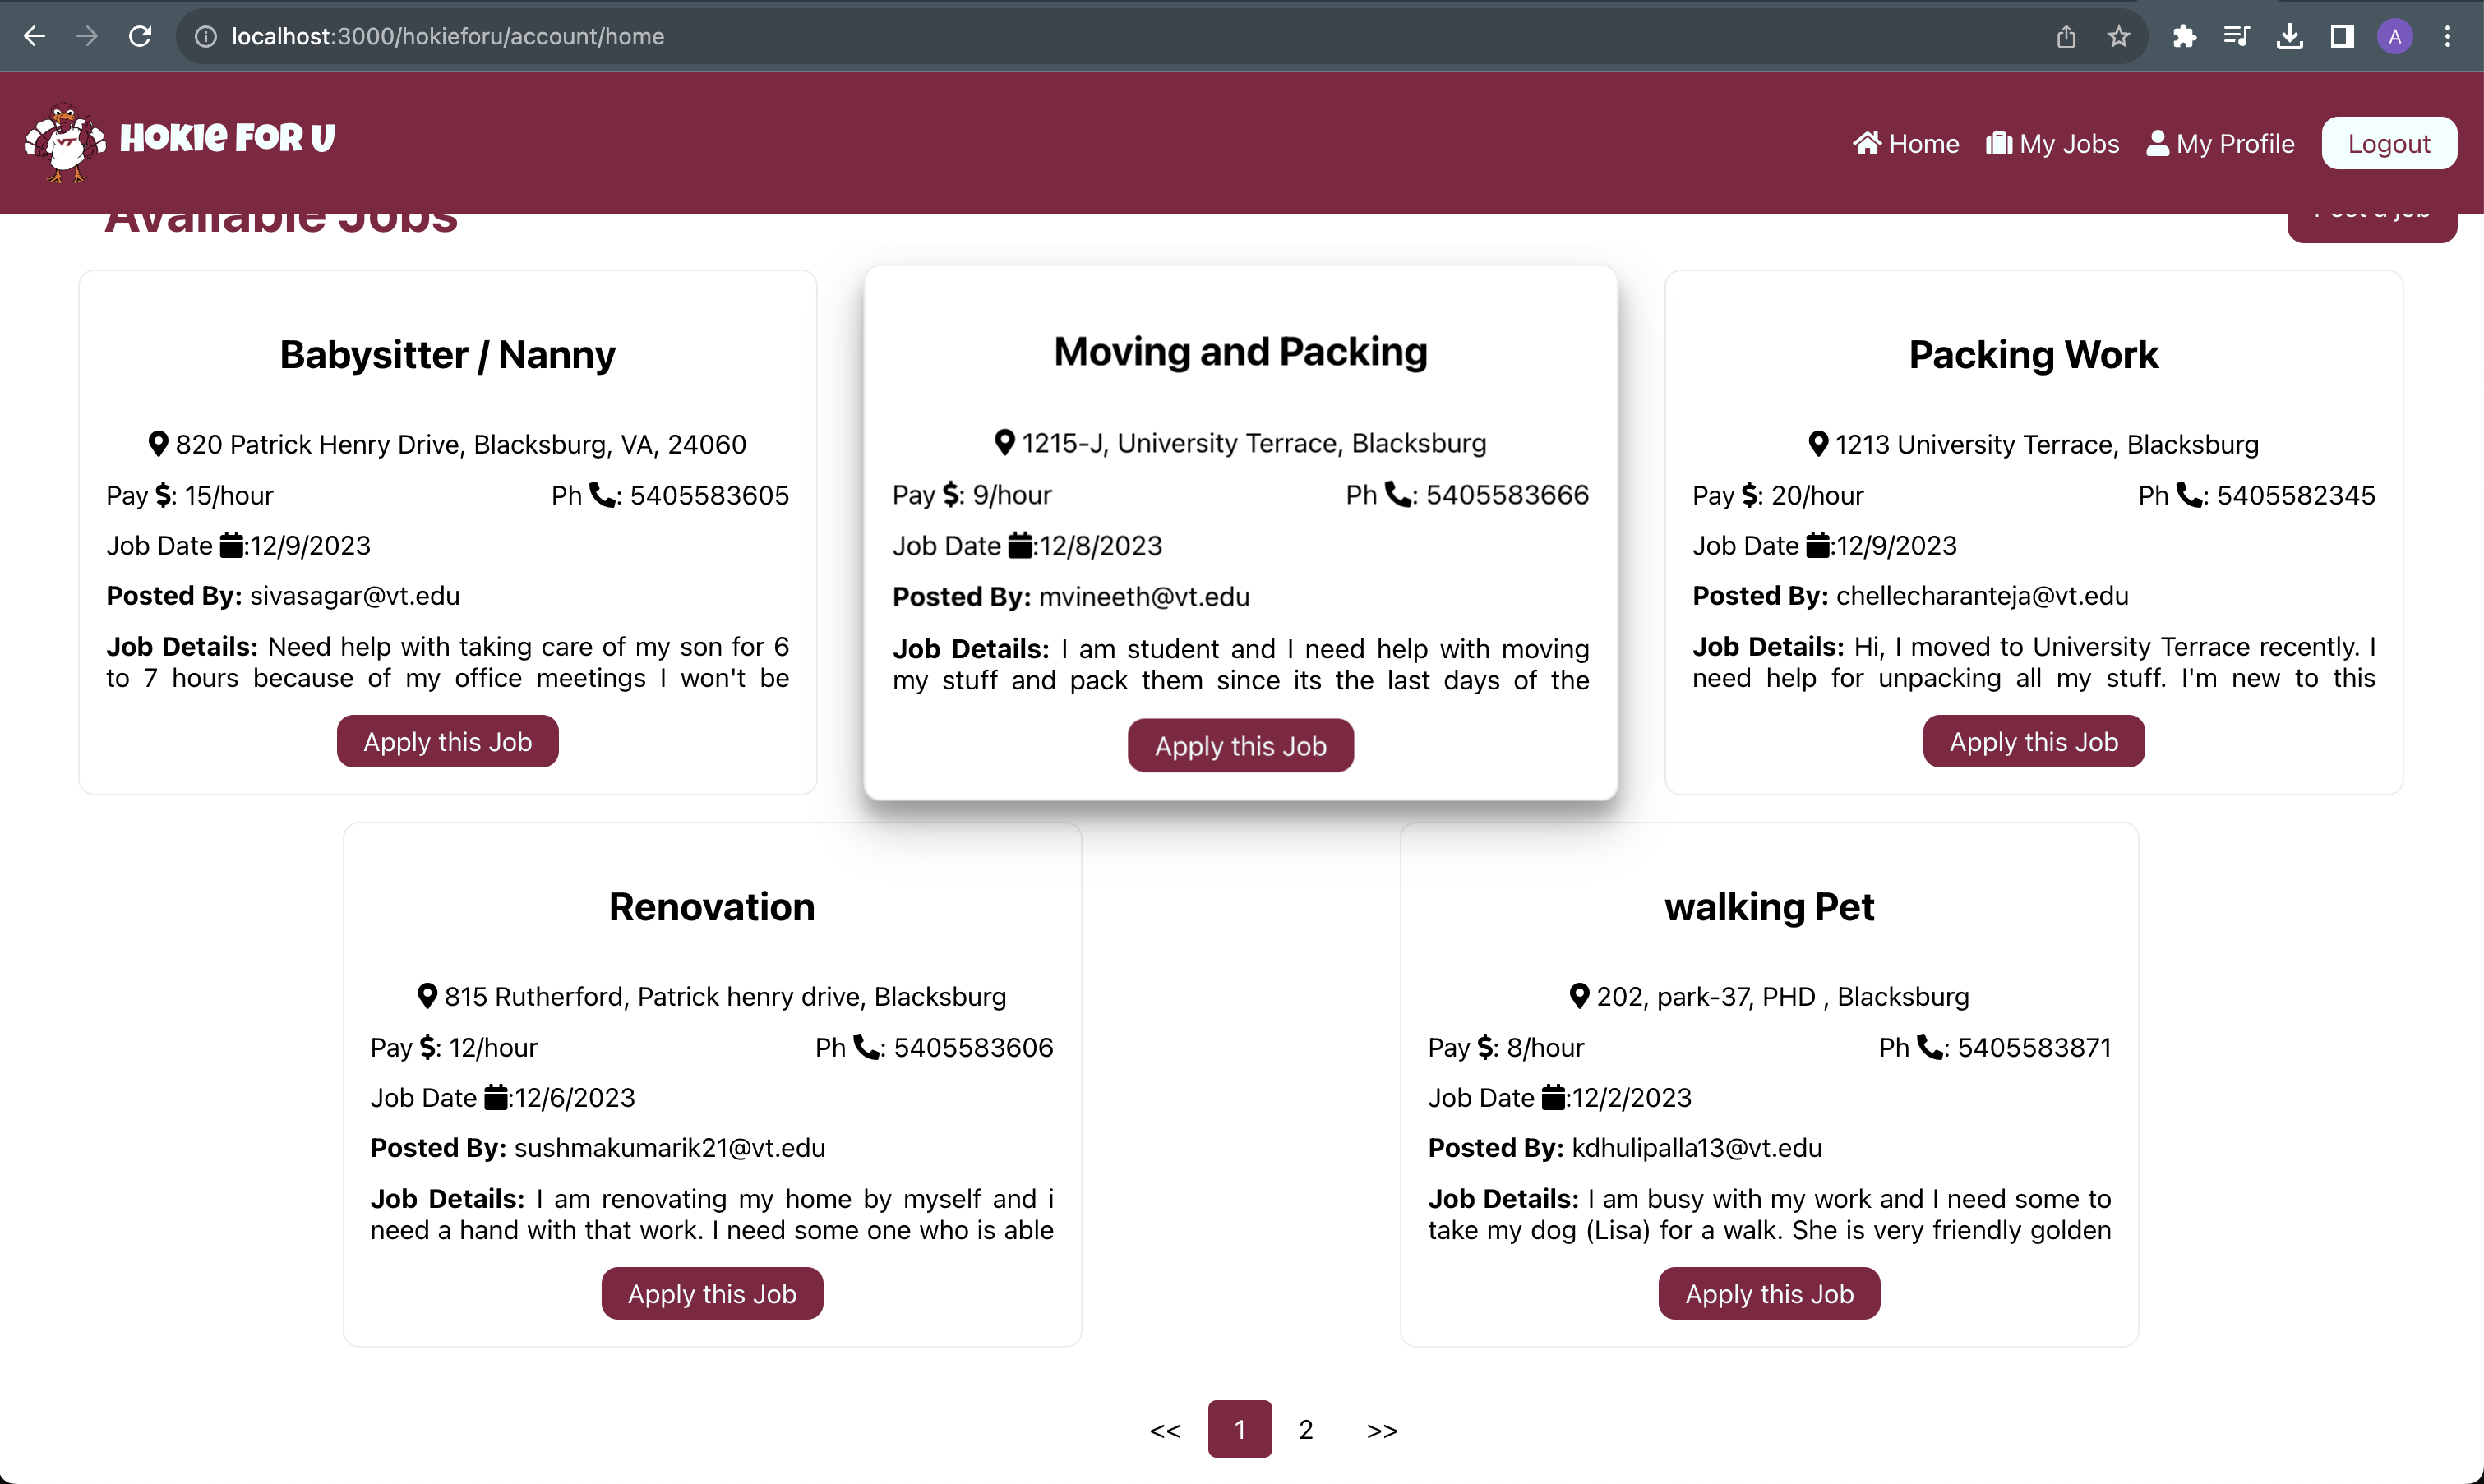 localhost:3000/hokieforu/account/home
A
VT
HOKIE FOR U
Home
My Jobs
My Profile
Logout
Available Jobs
Post a job
Babysitter / Nanny
820 Patrick Henry Drive, Blacksburg, VA, 24060
Pay $: 15/hour
Ph : 5405583605
Job Date :12/9/2023
Posted By: sivasagar@vt.edu
Job Details: Need help with taking care of my son for 6
to 7 hours because of my office meetings I won't be
Apply this Job
Moving and Packing
1215-J, University Terrace, Blacksburg
Pay $: 9/hour
Ph : 5405583666
Job Date :12/8/2023
Posted By: mvineeth@vt.edu
Job Details: I am student and I need help with moving
my stuff and pack them since its the last days of the
Apply this Job
Packing Work
1213 University Terrace, Blacksburg
Pay $: 20/hour
Ph : 5405582345
Job Date :12/9/2023
Posted By: chellecharanteja@vt.edu
Job Details: Hi, I moved to University Terrace recently. I
need help for unpacking all my stuff. I'm new to this
Apply this Job
Renovation
815 Rutherford, Patrick henry drive, Blacksburg
Pay $: 12/hour
Ph : 5405583606
Job Date :12/6/2023
Posted By: sushmakumarik21@vt.edu
Job Details: I am renovating my home by myself and i
need a hand with that work. I need some one who is able
Apply this Job
walking Pet
202, park-37, PHD , Blacksburg
Pay $: 8/hour
Ph : 5405583871
Job Date :12/2/2023
Posted By: kdhulipalla13@vt.edu
Job Details: I am busy with my work and I need some to
take my dog (Lisa) for a walk. She is very friendly golden
Apply this Job
<< 1 2 >>